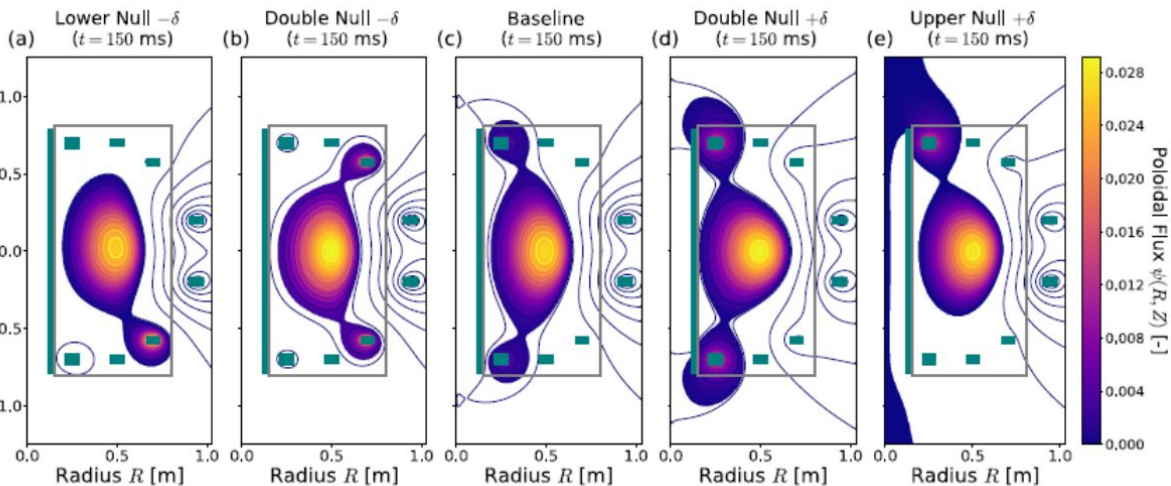 Lower Null −δ
(t = 150 ms)
Double Null −δ
(t = 150 ms)
Baseline
(t = 150 ms)
Double Null +δ
(t = 150 ms)
Upper Null +δ
(t = 150 ms)
(a)
(b)
(c)
(d)
(e)
1.0
0.5
0.0
0.5
1.0
0.0 0.5 1.0
0.0 0.5 1.0
0.0 0.5 1.0
0.0 0.5 1.0
0.0 0.5 1.0
Radius R [m]
Radius R [m]
Radius R [m]
Radius R [m]
Radius R [m]
0.028
0.024
0.020
0.016
0.012
0.008
0.004
0.000
Poloidal Flux ψ(R, Z) [-]